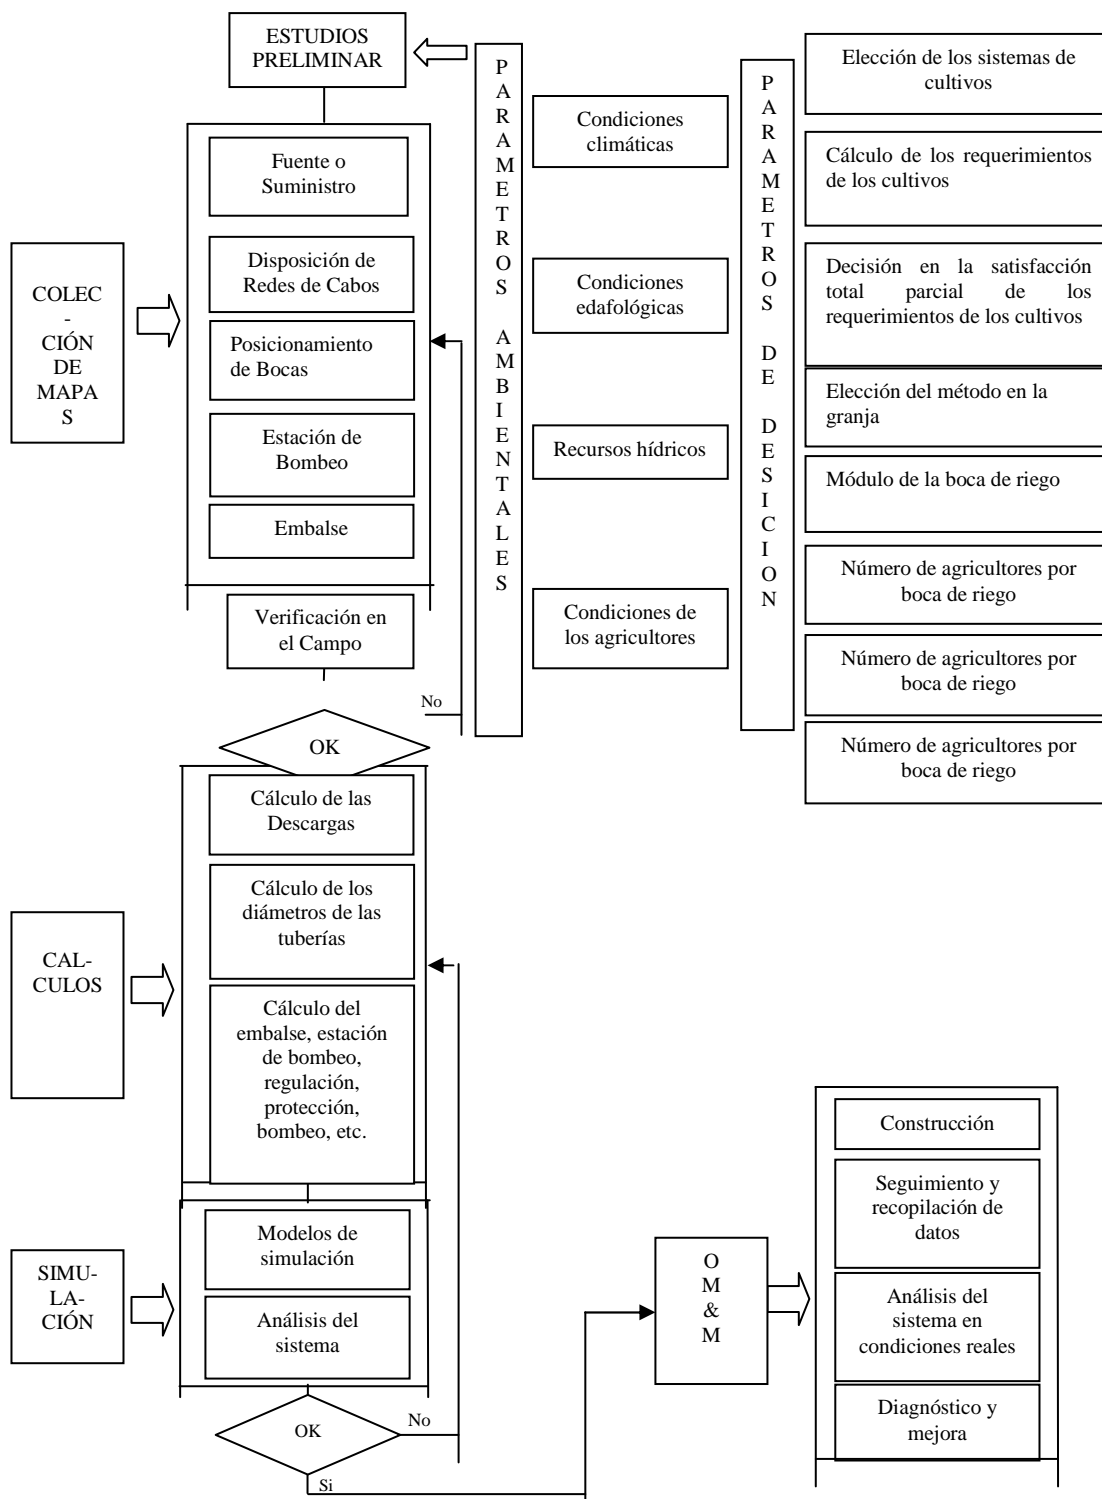 ESTUDIOS
PRELIMINAR
Fuente o
Suministro
Disposición de
Redes de Cabos
Posicionamiento
de Bocas
Estación de
Bombeo
Embalse
COLEC
-
CIÓN
DE
MAPA
S
Verificación en
el Campo
No
OK
P
A
R
A
M
E
T
R
O
S
A
M
B
I
E
N
T
A
L
E
S
Condiciones
climáticas
Condiciones
edafológicas
Recursos hídricos
Condiciones de
los agricultores
P
A
R
A
M
E
T
R
O
S
D
E
D
E
S
I
C
I
O
N
Elección de los sistemas de
cultivos
Cálculo de los requerimientos
de los cultivos
Decisión en la satisfacción
total parcial de los
requerimientos de los cultivos
Elección del método en la
granja
Módulo de la boca de riego
Número de agricultores por
boca de riego
Número de agricultores por
boca de riego
Número de agricultores por
boca de riego
Cálculo de las
Descargas
Cálculo de los
diámetros de las
tuberías
Cálculo del
embalse, estación
de bombeo,
regulación,
protección,
bombeo, etc.
CAL-
CULOS
Modelos de
simulación
Análisis del
sistema
SIMU-
LA-
CIÓN
OK
No
Si
O
M
&
M
Construcción
Seguimiento y
recopilación de
datos
Análisis del
sistema en
condiciones reales
Diagnóstico y
mejora